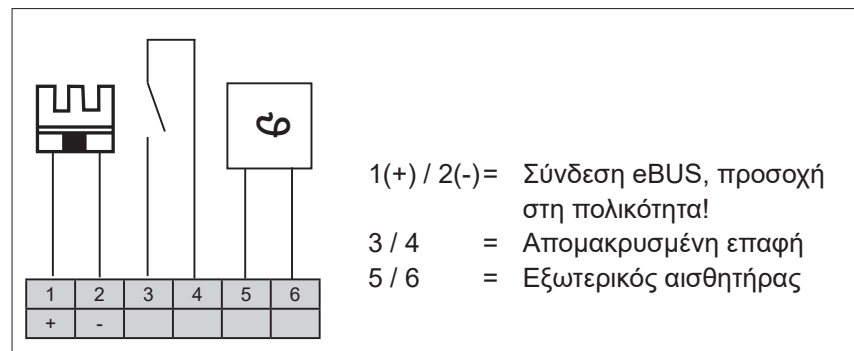 1(+) / 2(-)= Σύνδεση eBUS, προσοχή
στη πολικότητα!
3 / 4 = Απομακρυσμένη επαφή
5 / 6 = Εξωτερικός αισθητήρας
1 2 3 4 5 6
+ -